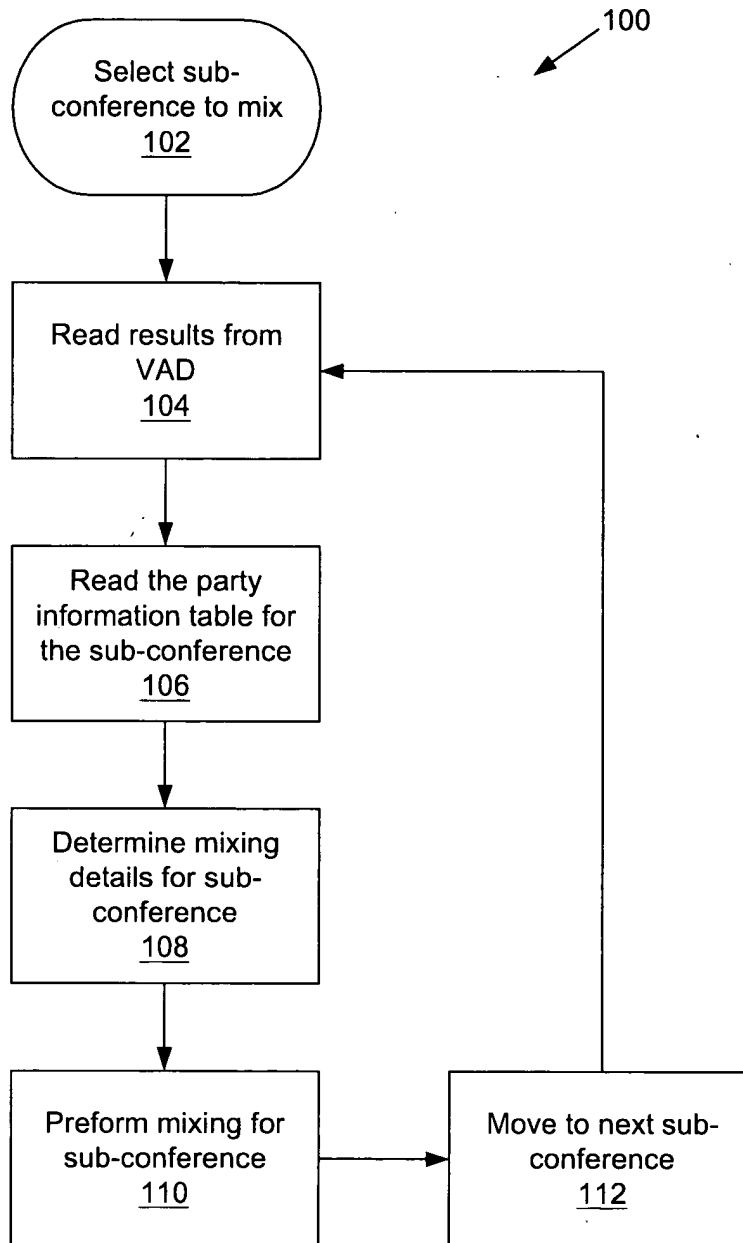 100
Select sub-
conference to mix
102
Read results from
VAD
104
Read the party
information table for
the sub-conference
106
Determine mixing
details for sub-
conference
108
Preform mixing for
sub-conference
110
Move to next sub-
conference
112